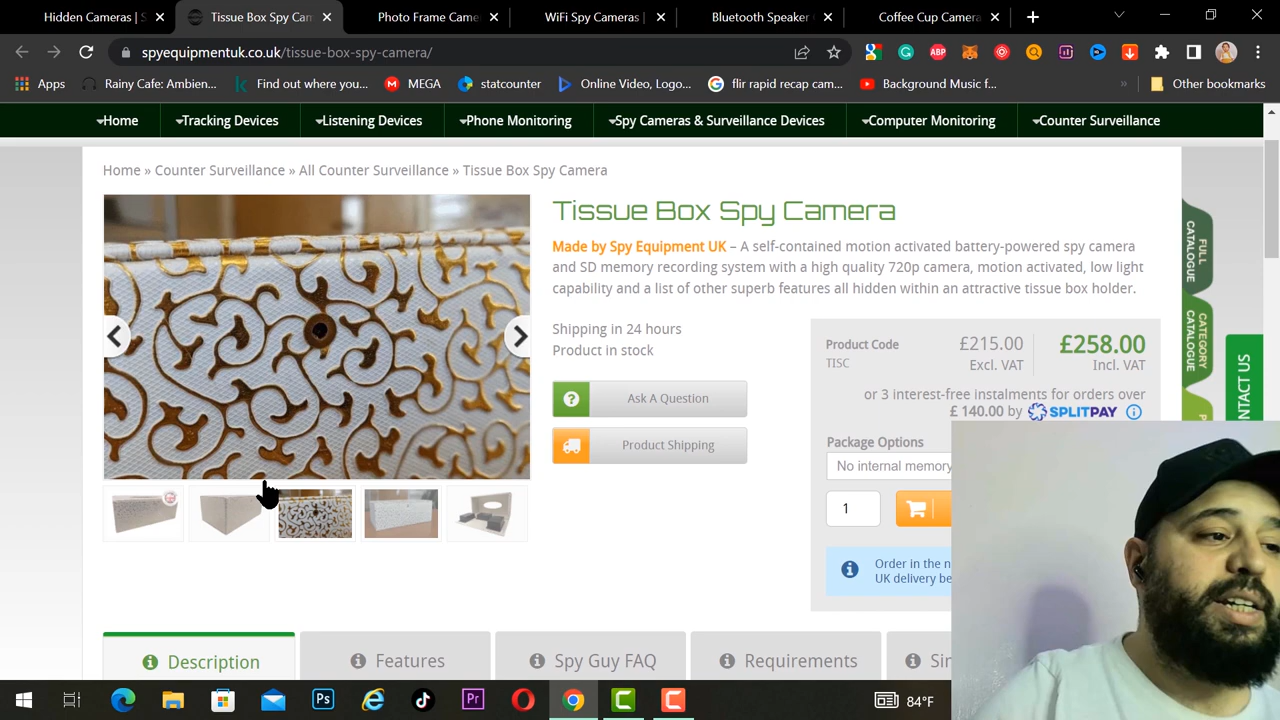 Hidden Cameras | S
Tissue Box Spy Cam
Photo Frame Came
WiFi Spy Cameras |
Bluetooth Speaker
Coffee Cup Camera
spyequipmentuk.co.uk/tissue-box-spy-camera/
Apps
Rainy Cafe: Ambien...
Find out where you...
MEGA
statcounter
Online Video, Logo...
flir rapid recap cam...
Background Music f...
Other bookmarks
Home
Tracking Devices
Listening Devices
Phone Monitoring
Spy Cameras & Surveillance Devices
Computer Monitoring
Counter Surveillance
Home » Counter Surveillance » All Counter Surveillance » Tissue Box Spy Camera
Tissue Box Spy Camera
Made by Spy Equipment UK – A self-contained motion activated battery-powered spy camera
and SD memory recording system with a high quality 720p camera, motion activated, low light
capability and a list of other superb features all hidden within an attractive tissue box holder.
Shipping in 24 hours
Product in stock
Ask A Question
Product Shipping
Product Code
TISC
£215.00
Excl. VAT
£258.00
Incl. VAT
or 3 interest-free instalments for orders over
£ 140.00 by SPLITPAY
Package Options
No internal memory
1
Order in the n
UK delivery be
FULL
CATALOGUE
CATEGORY
CATALOGUE
CONTACT US
Description
Features
Spy Guy FAQ
Requirements
Sim
84°F